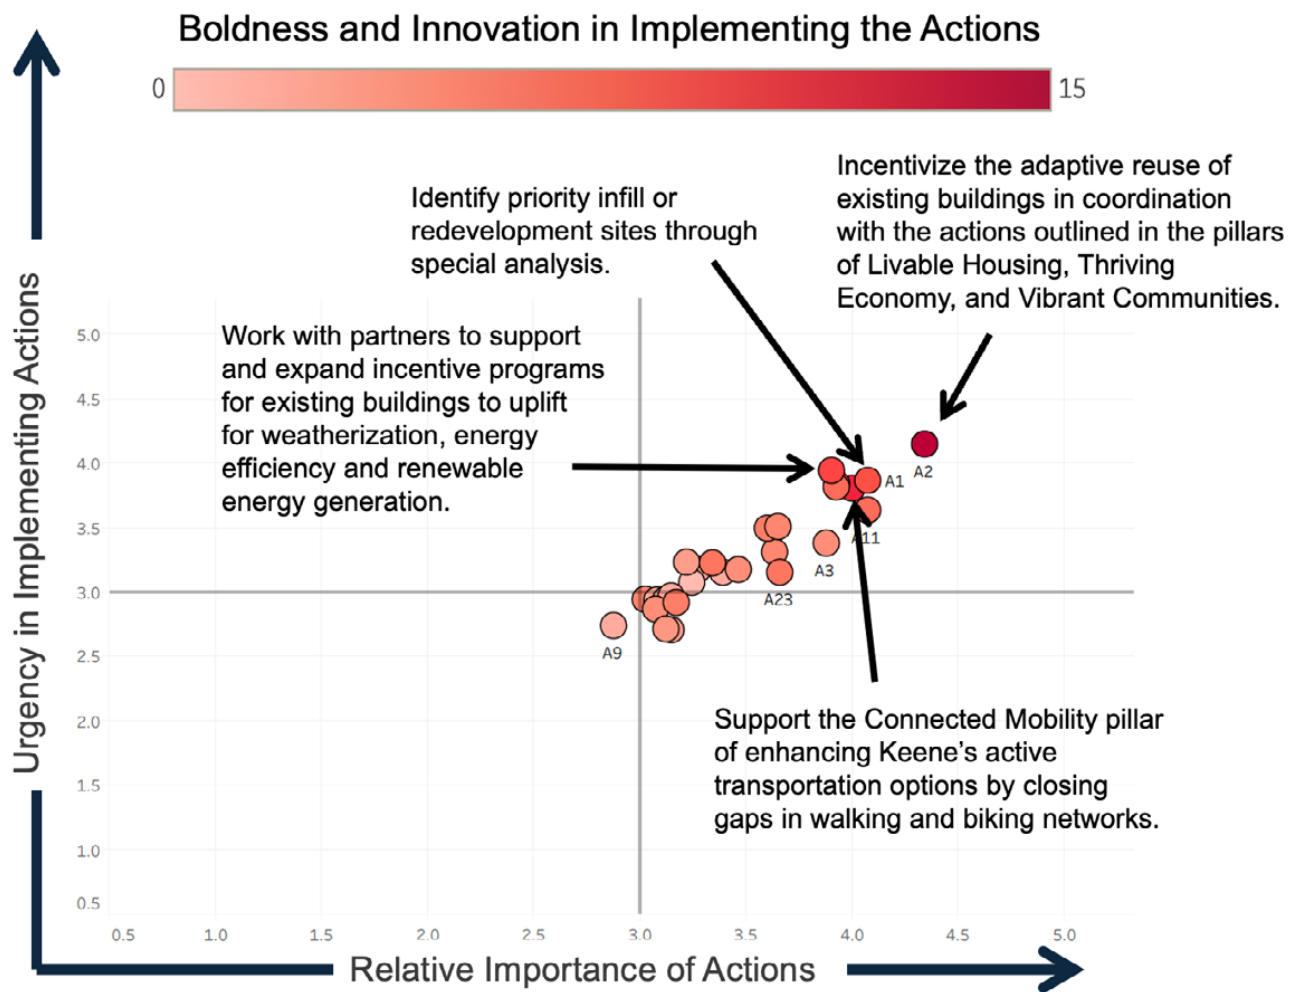 Boldness and Innovation in Implementing the Actions
0
15
Incentivize the adaptive reuse of
existing buildings in coordination
with the actions outlined in the pillars
of Livable Housing, Thriving
Economy, and Vibrant Communities.
Identify priority infill or
redevelopment sites through
special analysis.
Work with partners to support
and expand incentive programs
for existing buildings to uplift
for weatherization, energy
efficiency and renewable
energy generation.
Urgency in Implementing Actions
5.0
4.5
4.0
3.5
3.0
2.5
2.0
1.5
1.0
0.5
A2
A1
A11
A3
A23
A9
Support the Connected Mobility pillar
of enhancing Keene’s active
transportation options by closing
gaps in walking and biking networks.
0.5
1.0
1.5
2.0
2.5
3.0
3.5
4.0
4.5
5.0
Relative Importance of Actions